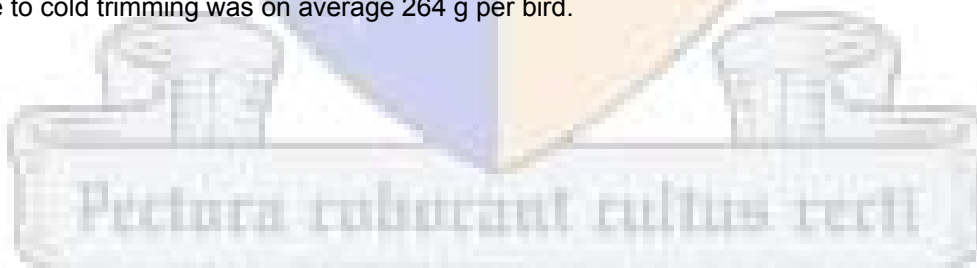 e to cold trimming was on average 264 g per bird.
Pectora roborant cultus recti